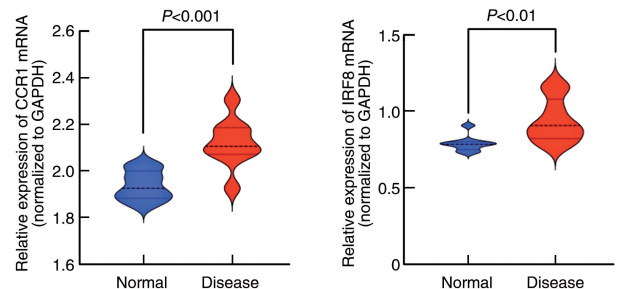 P<0.001
2.6
2.4
2.2
2.0
1.8
1.6
Relative expression of CCR1 mRNA
(normalized to GAPDH)
Normal Disease
P<0.01
1.5
1.0
0.5
0
Relative expression of IRF8 mRNA
(normalized to GAPDH)
Normal Disease